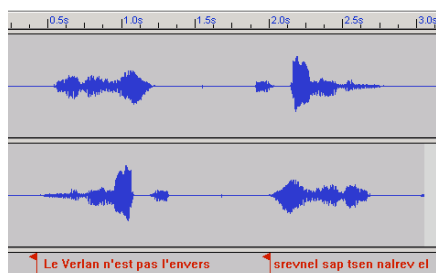 0.5s 1.0s 1.5s 2.0s 2.5s 3.0s
Le Verlan n'est pas l'envers srevnel sap tsen nalrev el